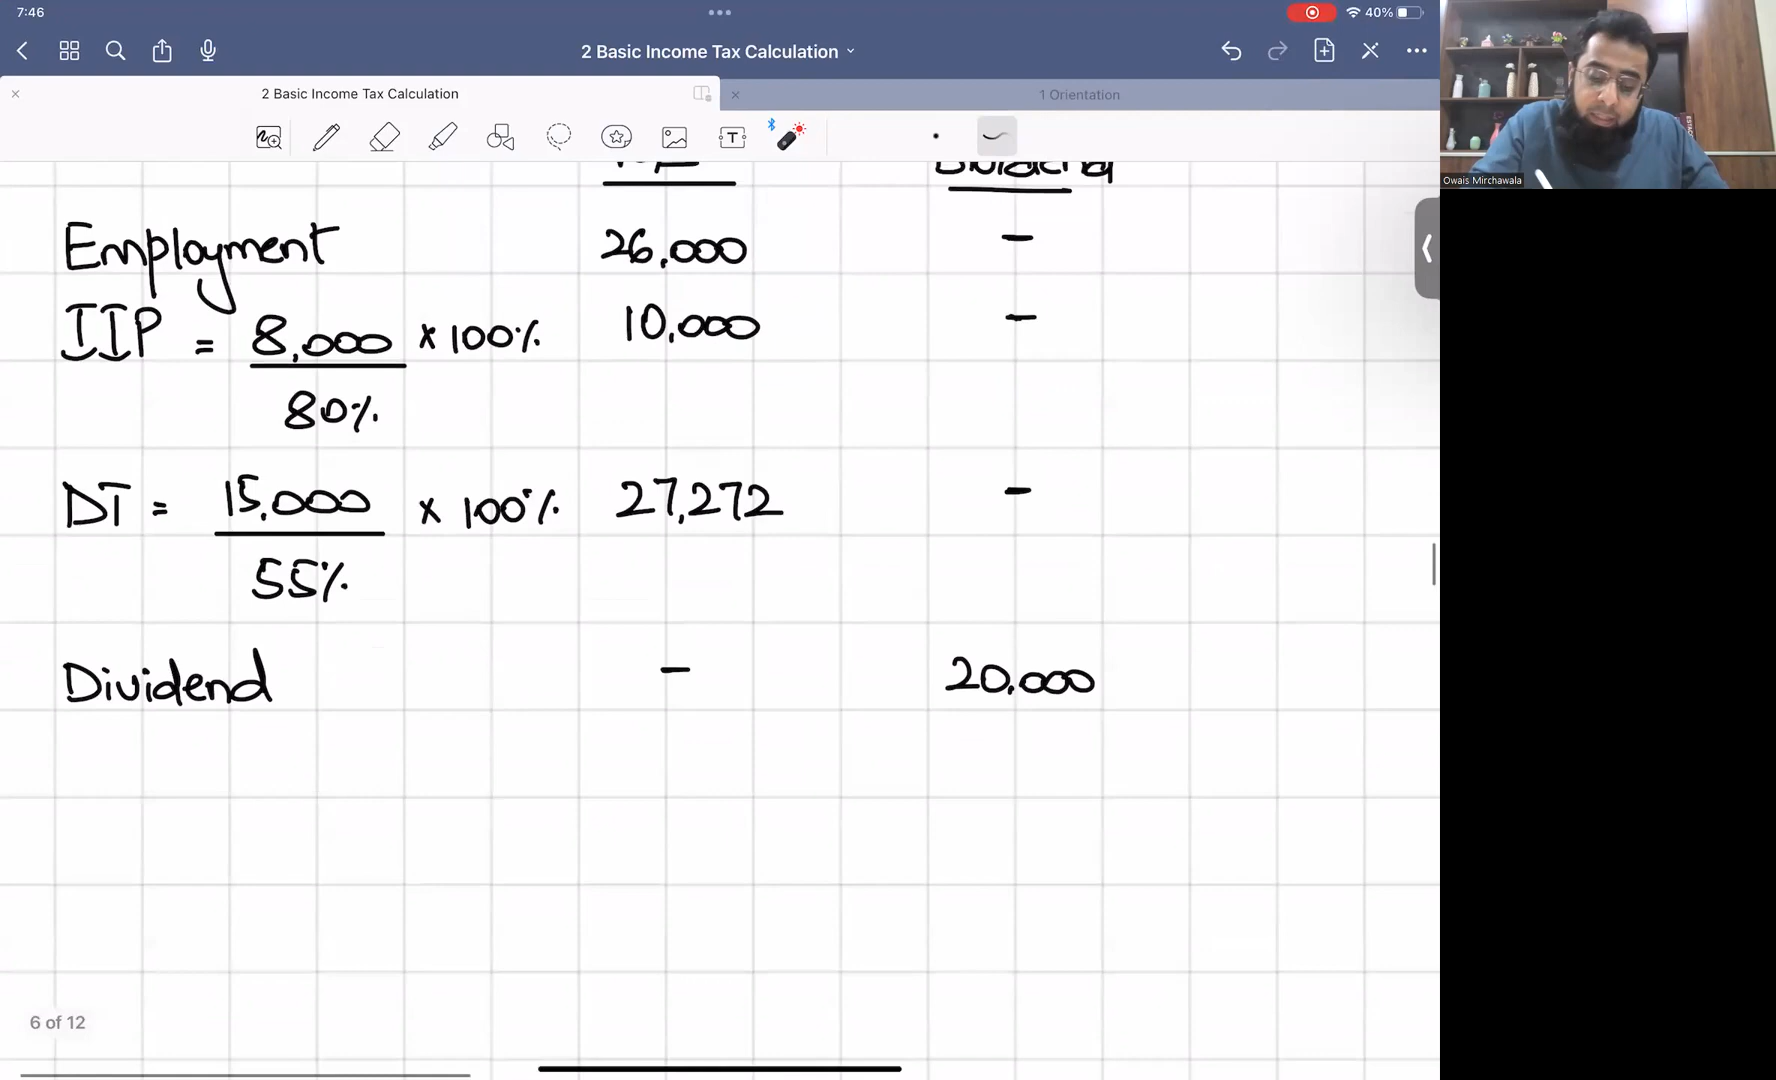 7:46
40%
2 Basic Income Tax Calculation
2 Basic Income Tax Calculation
1 Orientation
T
Owais Mirchawala
Dividend
Employment 26,000 -
IIP = 8,000 × 100% 10,000 -
80%
DT = 15,000 × 100% 27,272 -
55%
Dividend - 20,000
6 of 12